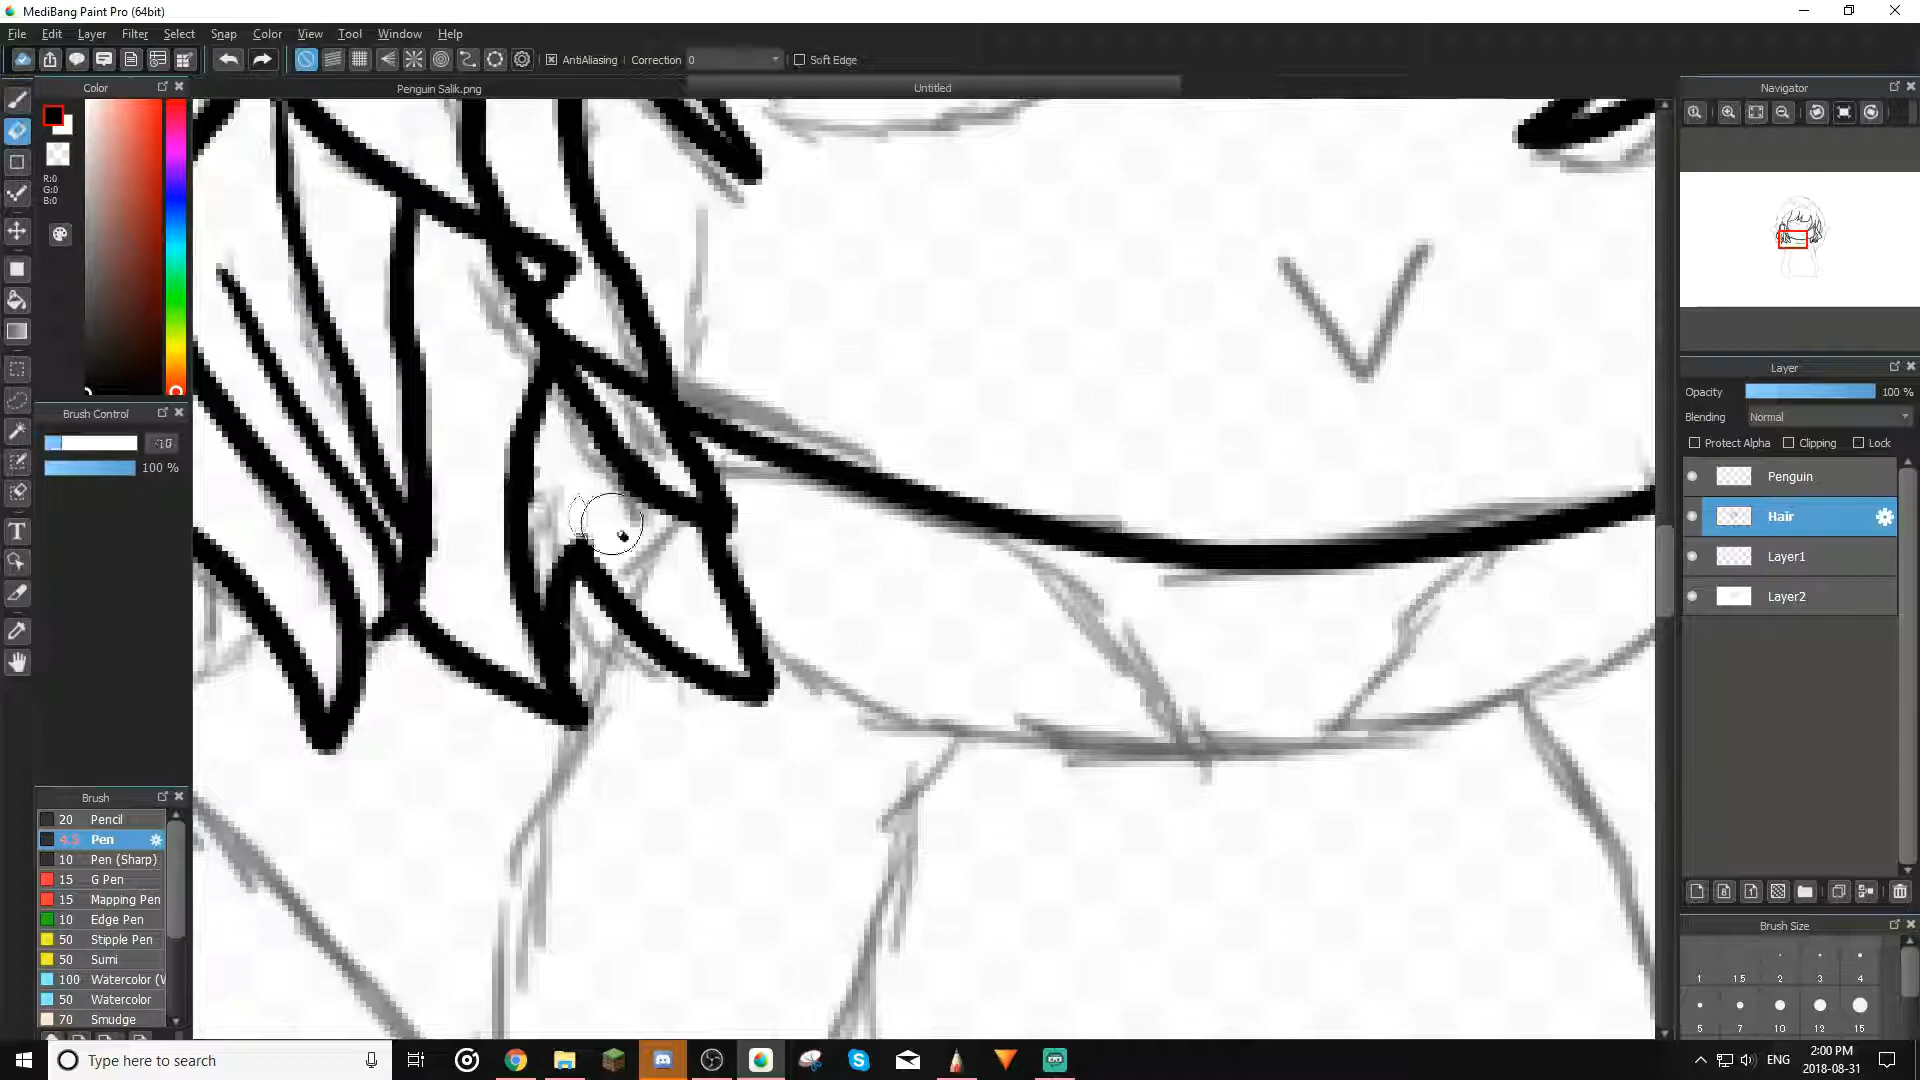 MediBang Paint Pro (64bit)
File Edit Layer Filter Select Snap Color View Tool Window Help
AntiAliasing Correction 0 Soft Edge
Color
Penguin Salik.png
Untitled
Navigator
R:0
G:0
B:0
Layer
Opacity 100 %
Blending Normal
Protect Alpha Clipping Lock
Brush Control
100 %
Penguin
Hair
Layer1
Layer2
Brush
20 Pencil
4.5 Pen
10 Pen (Sharp)
15 G Pen
15 Mapping Pen
10 Edge Pen
50 Stipple Pen
50 Sumi
100 Watercolor (W
50 Watercolor
70 Smudge
Brush Size
1 1.5 2 3 4
5 7 10 12 15
Type here to search
ENG
2:00 PM
2018-08-31